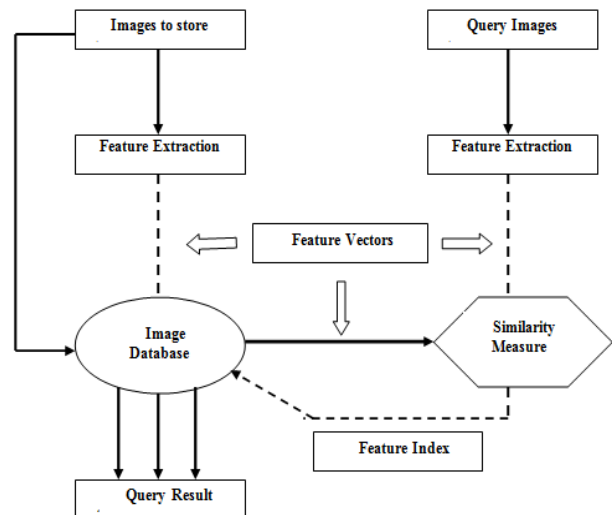 Images to store
Query Images
Feature Extraction
Feature Extraction
Feature Vectors
Image
Database
Similarity
Measure
Feature Index
Query Result